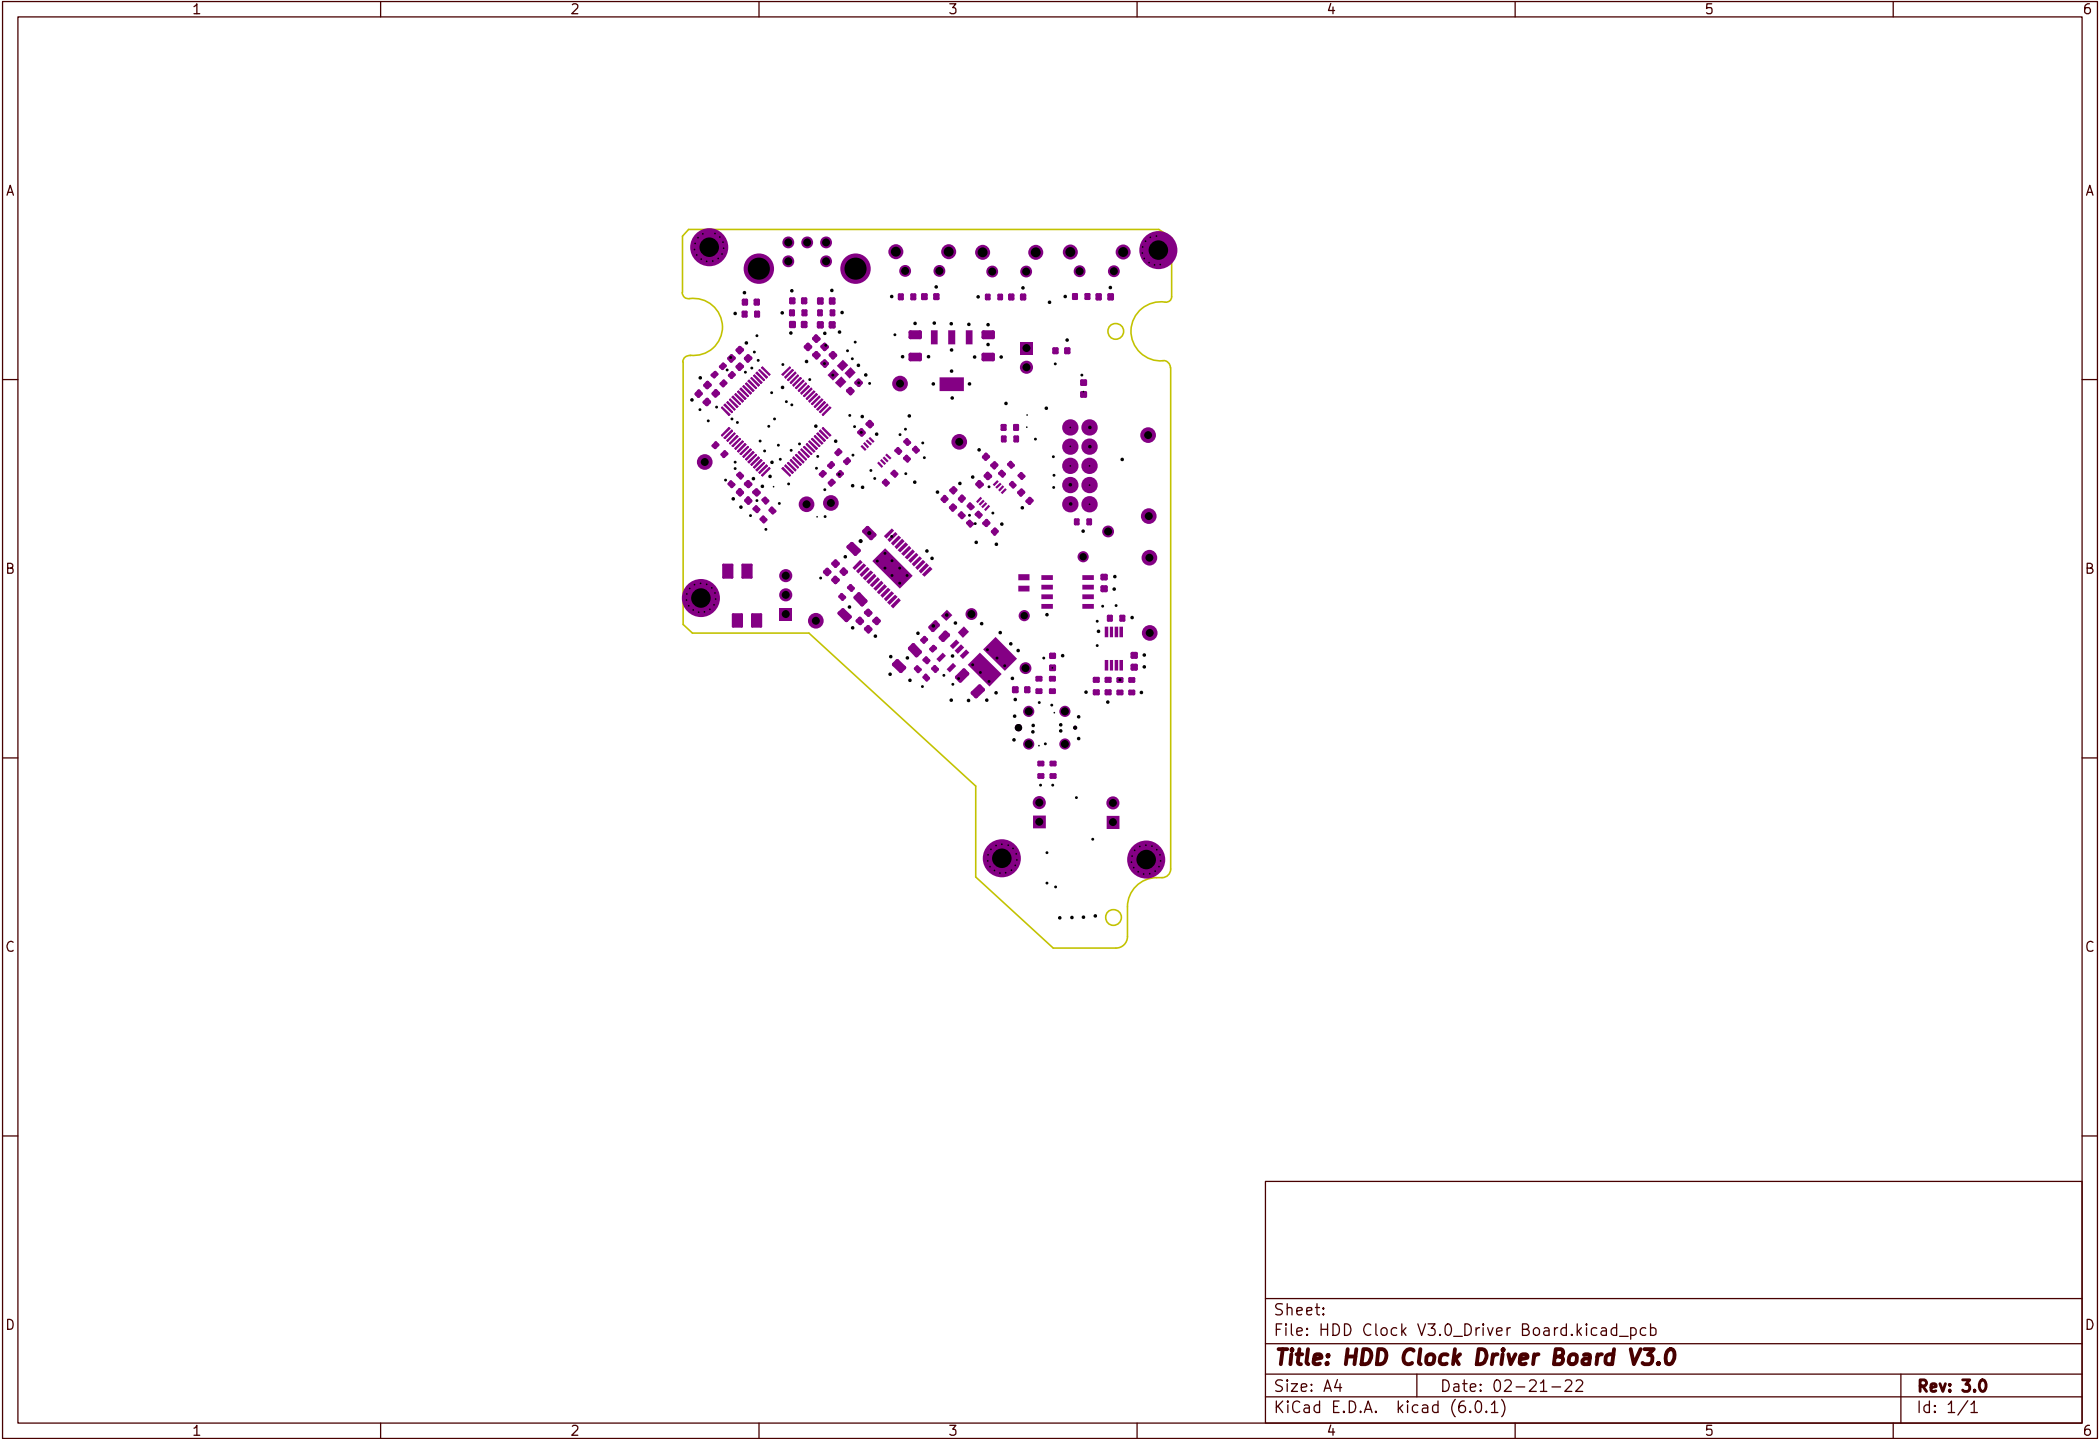 1 2 3 4 5 6
A A
B B
C C
Sheet:
File: HDD Clock V3.0_Driver Board.kicad_pcb
D D
Title: HDD Clock Driver Board V3.0
Size: A4 Date: 02-21-22 Rev: 3.0
KiCad E.D.A. kicad (6.0.1) Id: 1/1
1 2 3 4 5 6